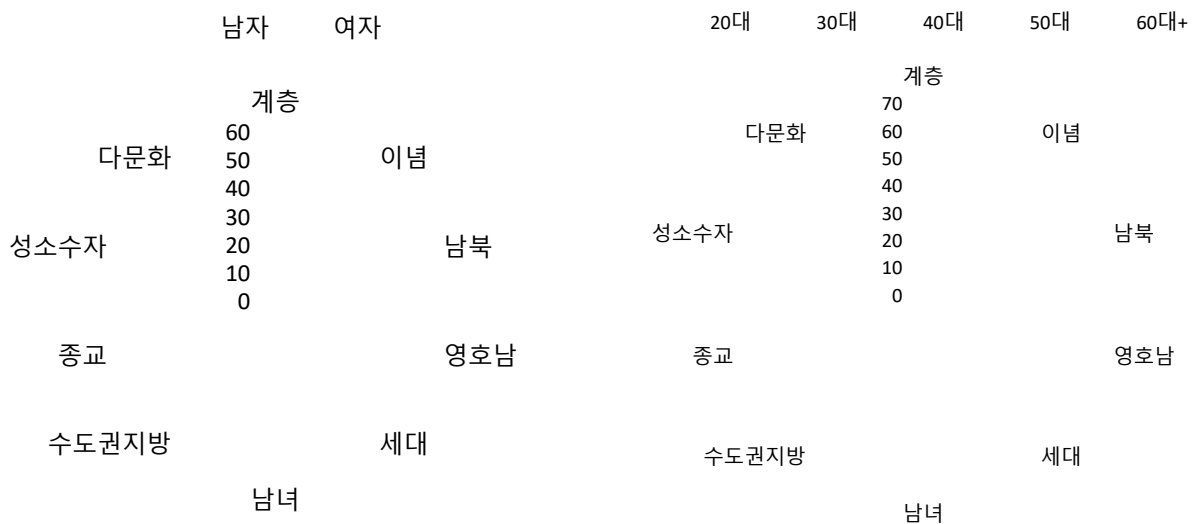 남자 여자
계층
60
다문화 50 이념
40
30
성소수자 20 남북
10
0
종교 영호남
수도권지방 세대
남녀
20대 30대 40대 50대 60대+
계층
70
다문화 60 이념
50
40
30
성소수자 20 남북
10
0
종교 영호남
수도권지방 세대
남녀